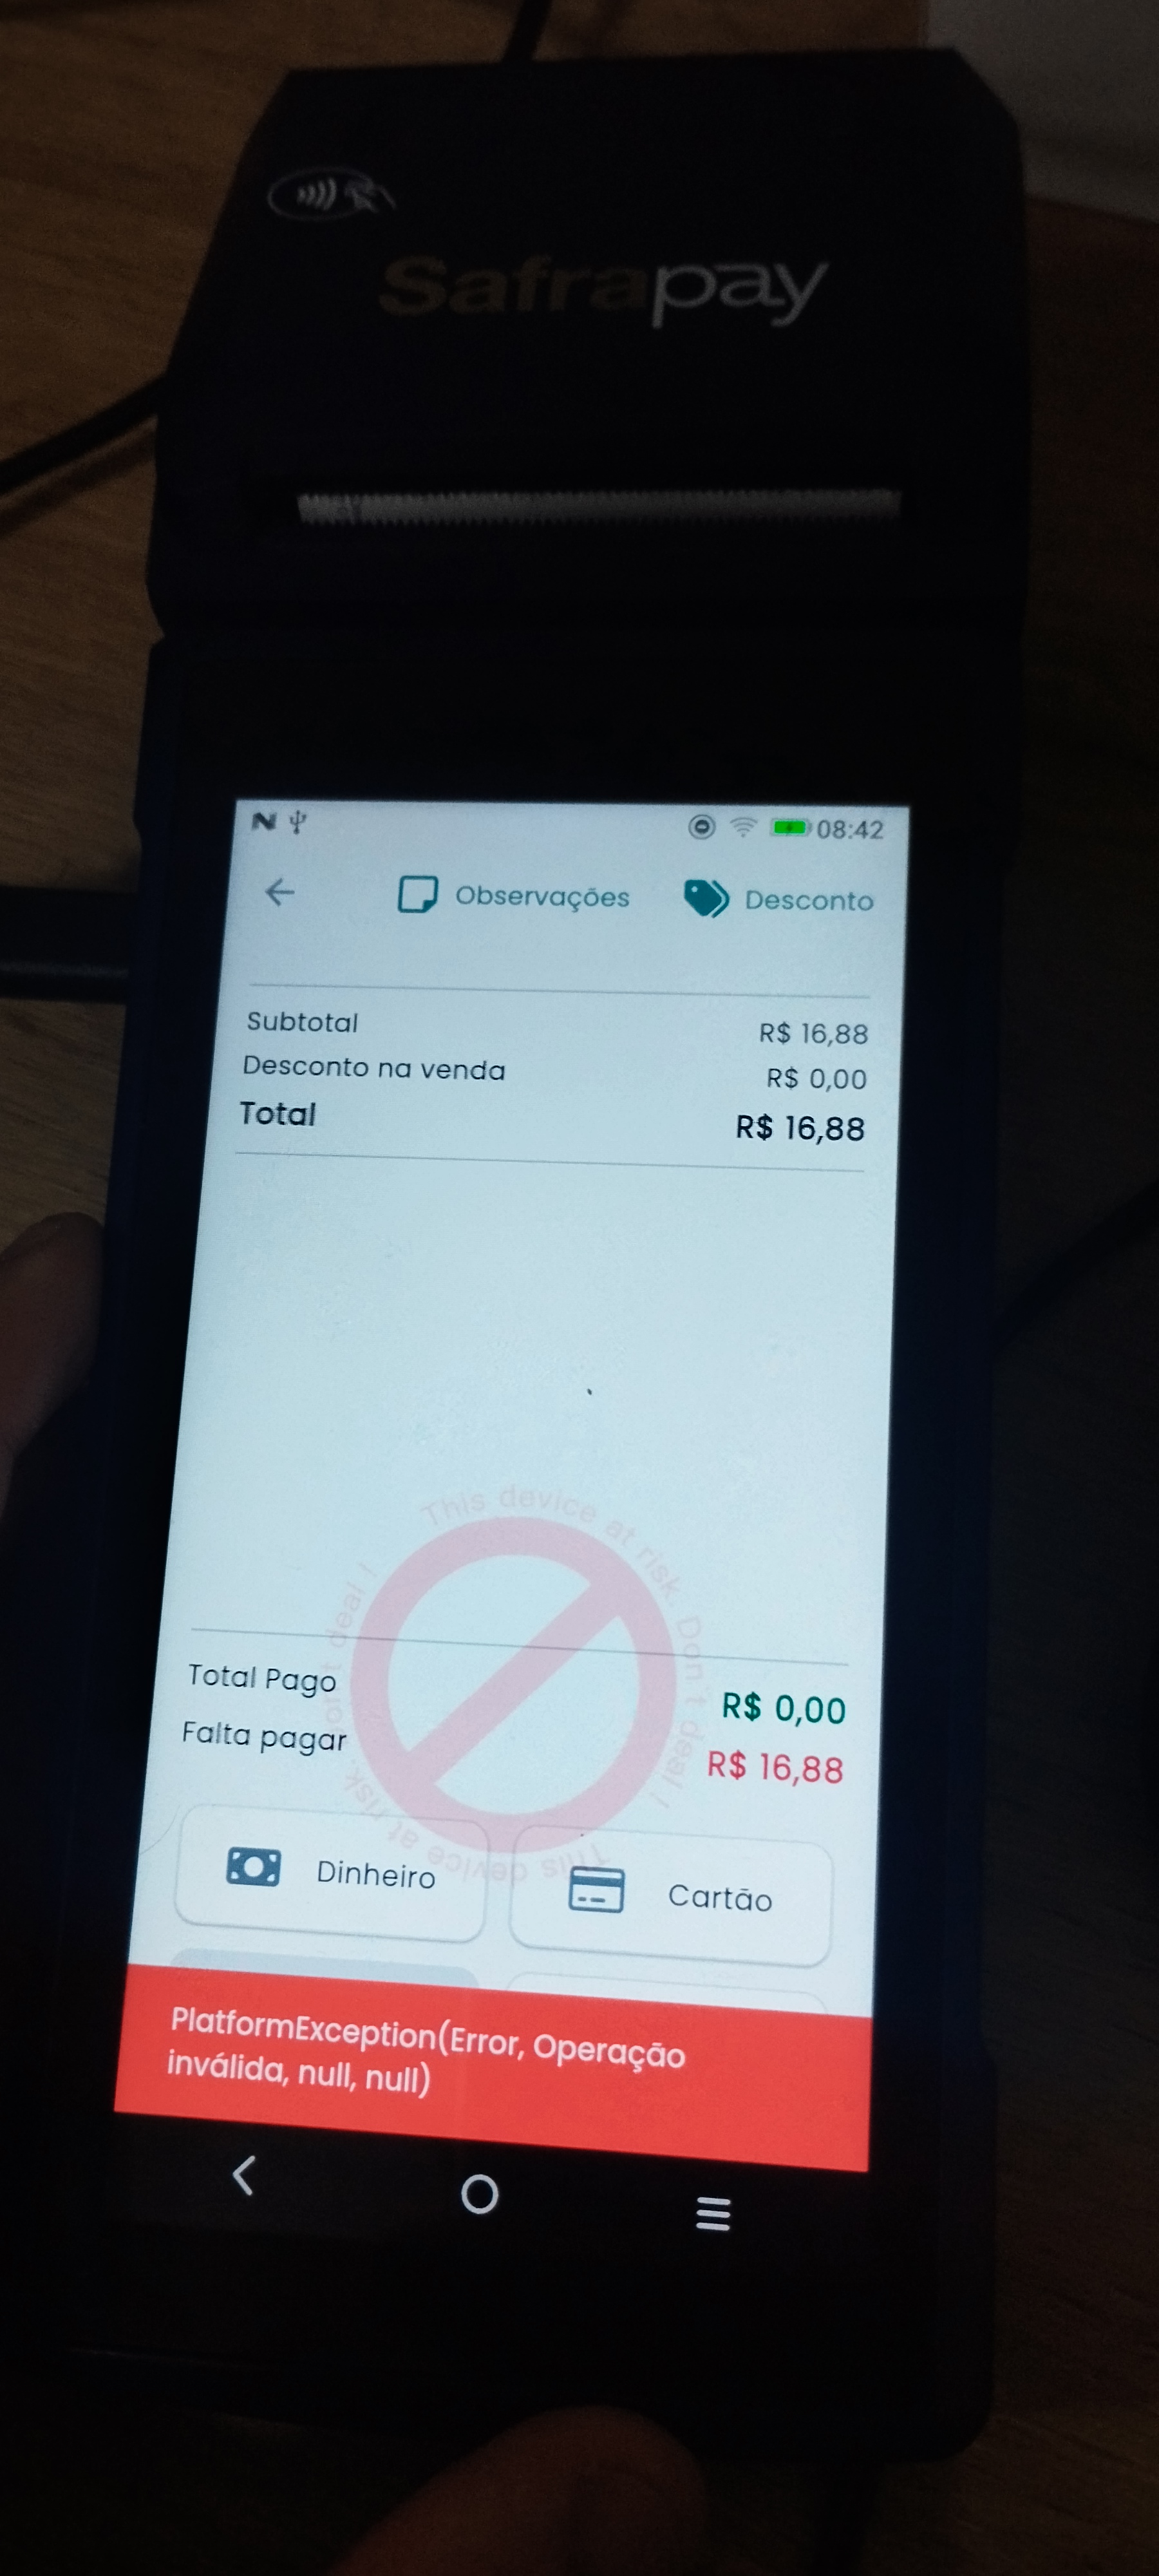 Safrapay
08:42
Observações
Desconto
Subtotal R$ 16,88
Desconto na venda R$ 0,00
Total R$ 16,88
This device at risk. Don't deal !
This device at risk. Don't deal !
Total Pago R$ 0,00
Falta pagar R$ 16,88
Dinheiro
Cartão
PlatformException(Error, Operação
inválida, null, null)